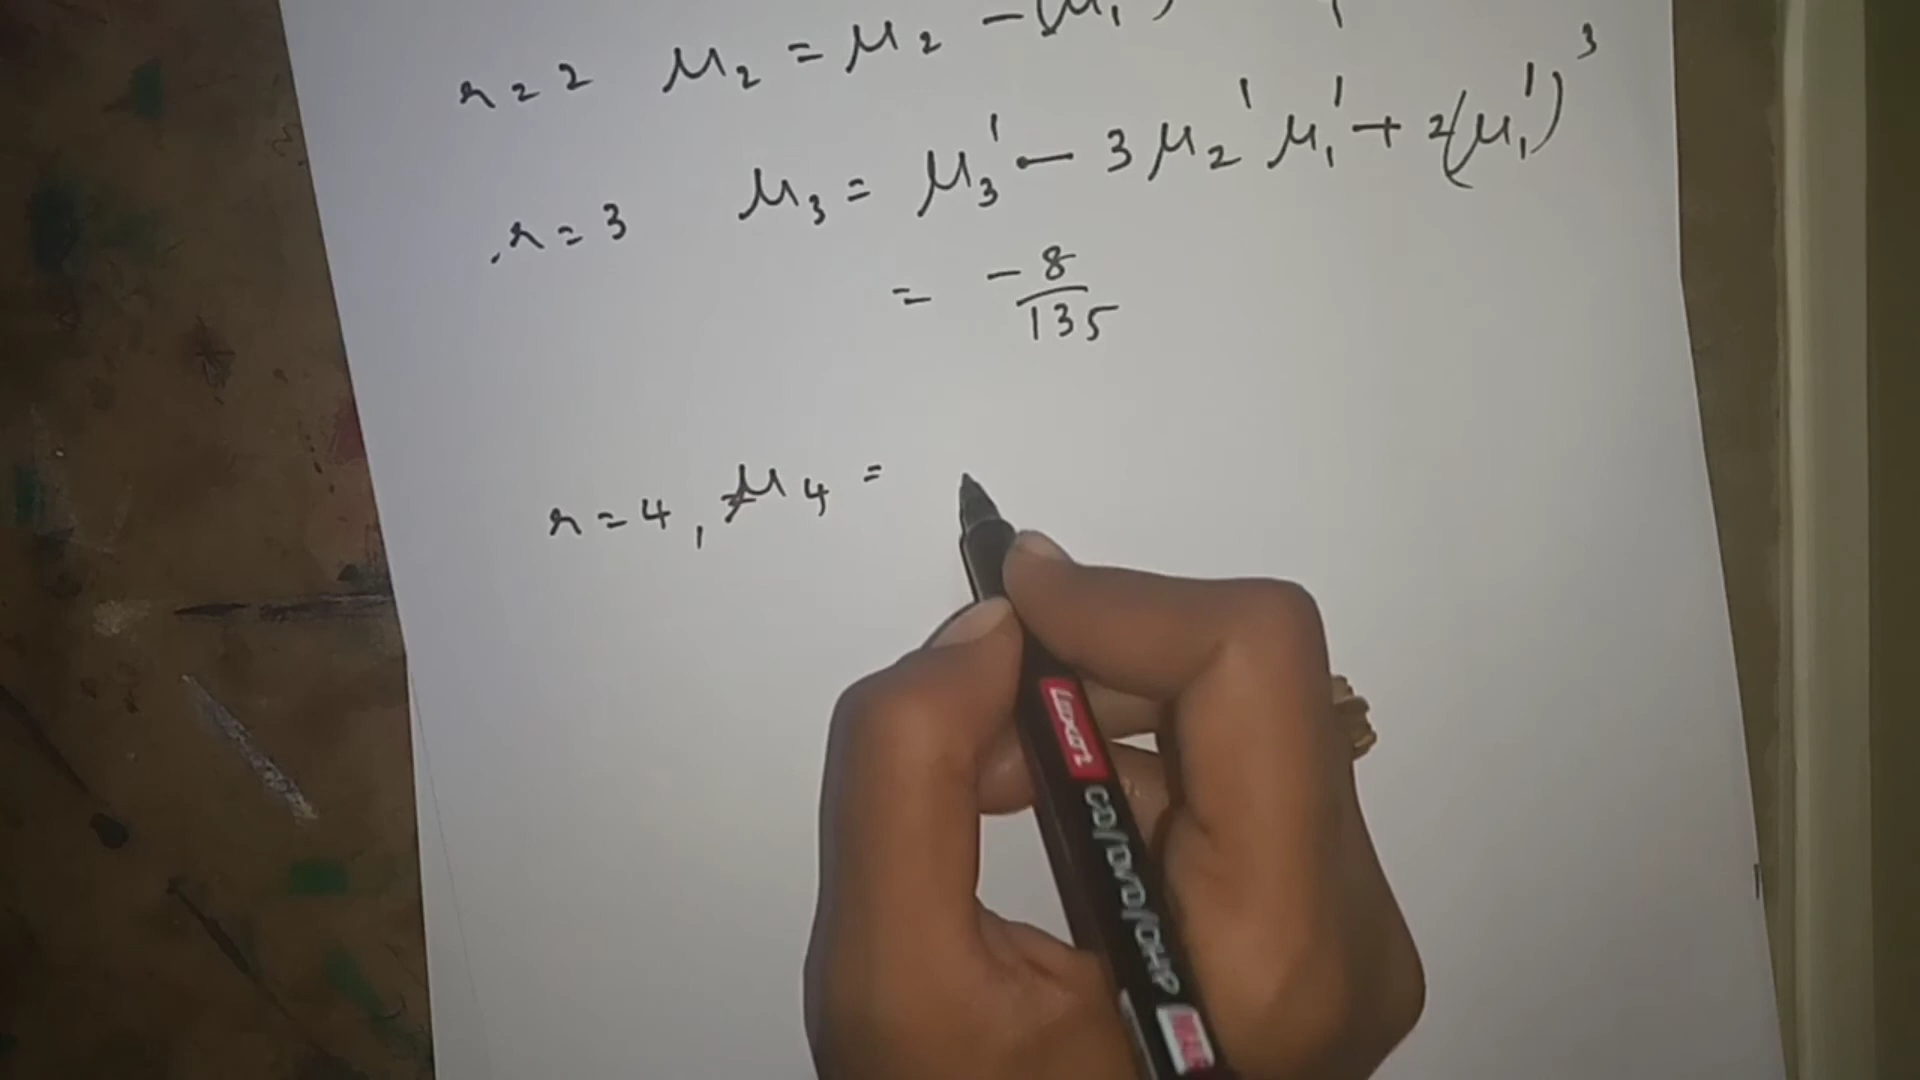 r = 2 μ₂ = μ₂ - (μ₁
r = 3 μ₃ = μ₃' - 3μ₂'μ₁' + 2(μ₁')³
= -8/135
r = 4, μ₄ =
Luxor CD/DVD/OHP